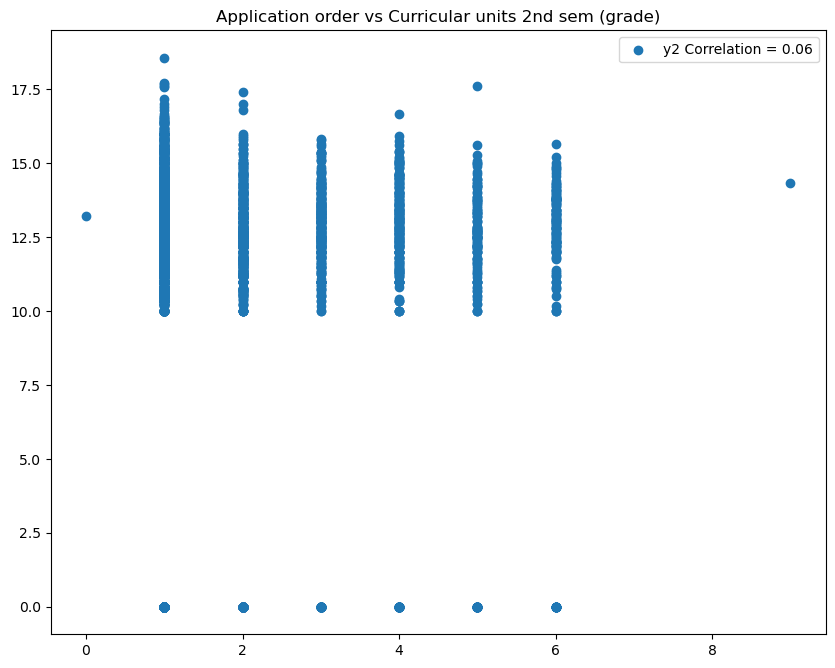 Application order vs Curricular units 2nd sem (grade)
y2 Correlation = 0.06
17.5
15.0
12.5
10.0
7.5
5.0
2.5
0.0
0 2 4 6 8